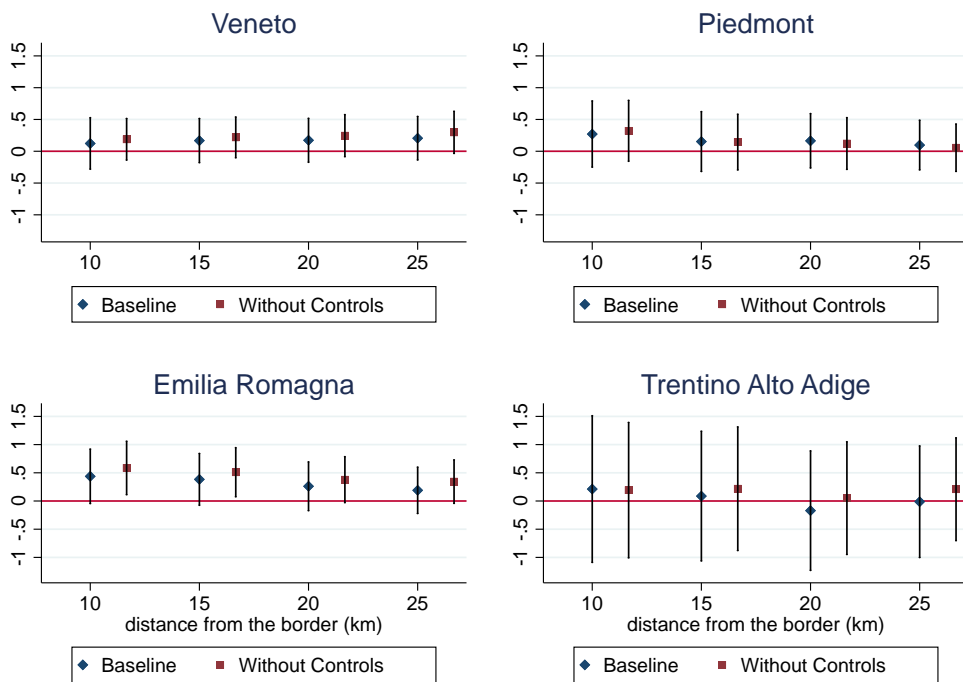 Veneto
1.5
1
.5
0
-.5
-1
10 15 20 25
Baseline Without Controls
Piedmont
1.5
1
.5
0
-.5
-1
10 15 20 25
Baseline Without Controls
Emilia Romagna
1.5
1
.5
0
-.5
-1
10 15 20 25
distance from the border (km)
Baseline Without Controls
Trentino Alto Adige
1.5
1
.5
0
-.5
-1
10 15 20 25
distance from the border (km)
Baseline Without Controls